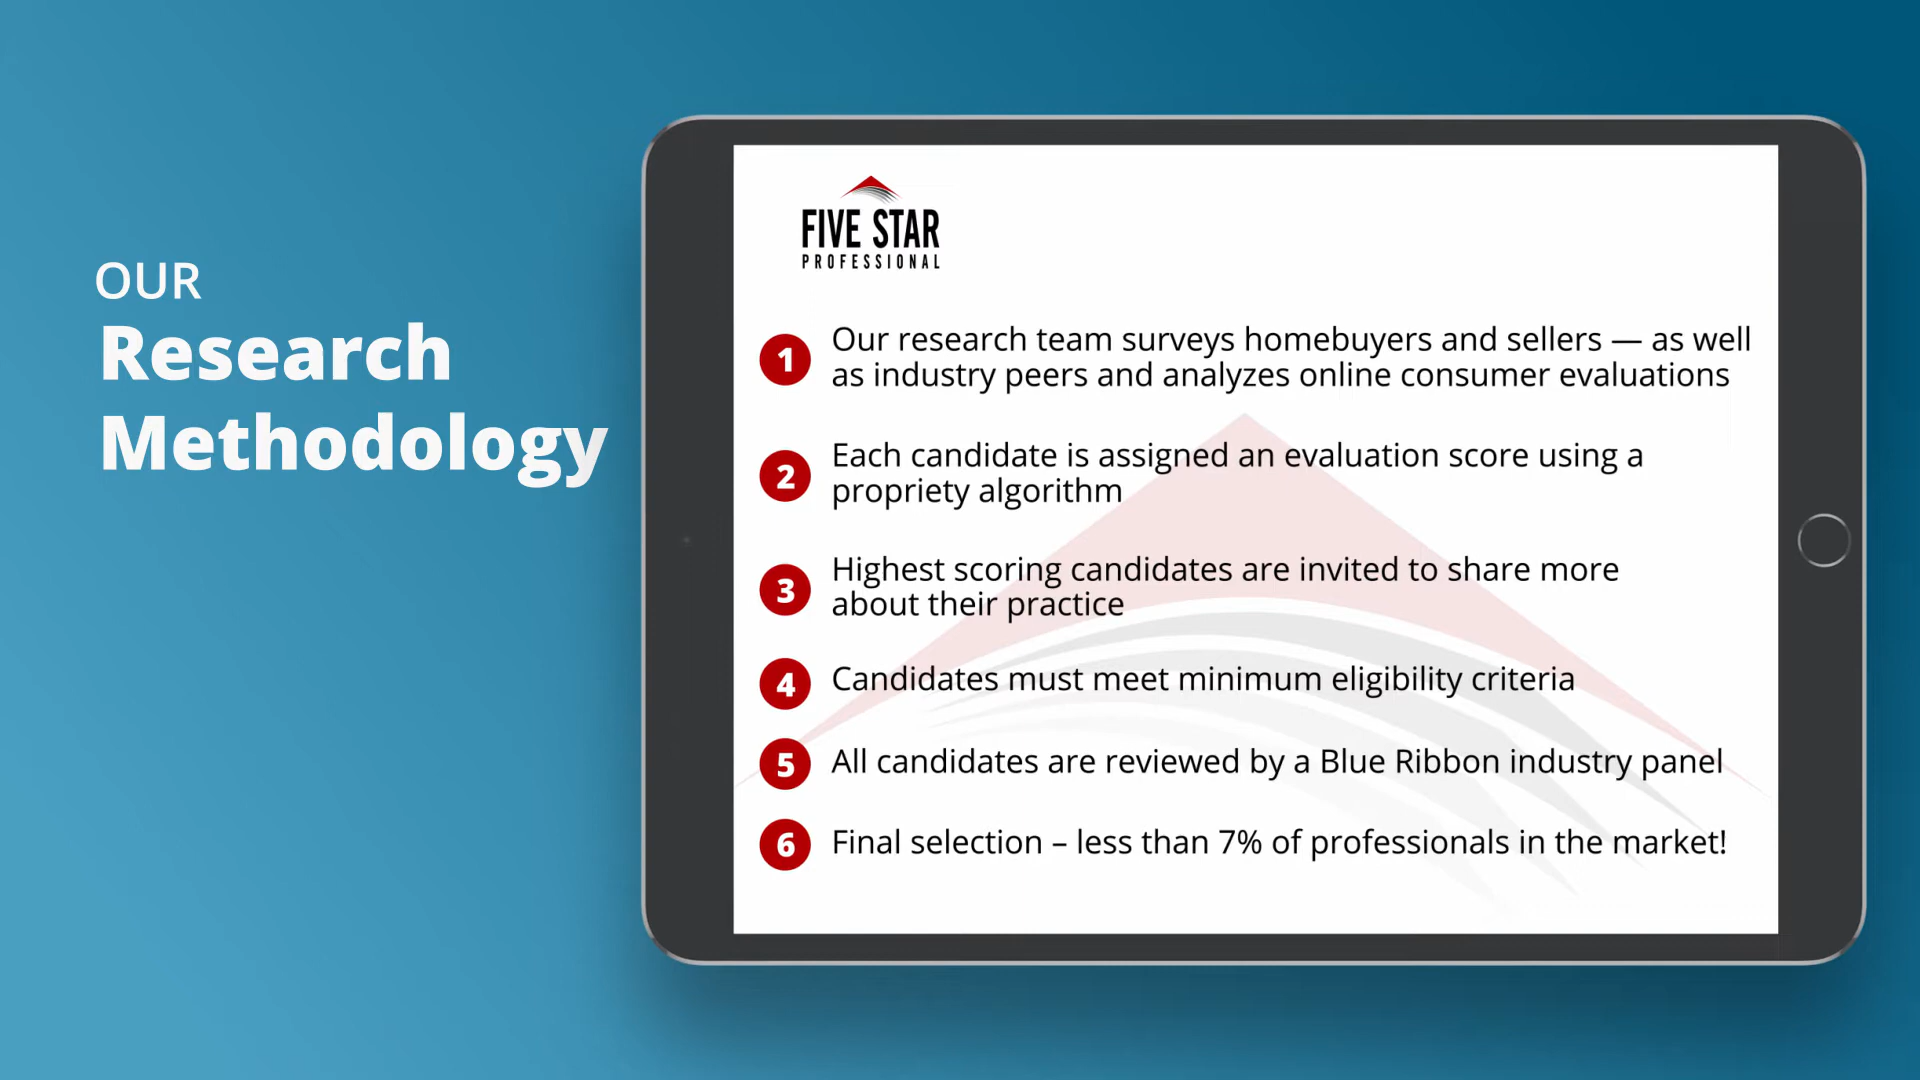 OUR
Research
Methodology
FIVE STAR
PROFESSIONAL
1 Our research team surveys homebuyers and sellers — as well
as industry peers and analyzes online consumer evaluations
2 Each candidate is assigned an evaluation score using a
propriety algorithm
3 Highest scoring candidates are invited to share more
about their practice
4 Candidates must meet minimum eligibility criteria
5 All candidates are reviewed by a Blue Ribbon industry panel
6 Final selection – less than 7% of professionals in the market!